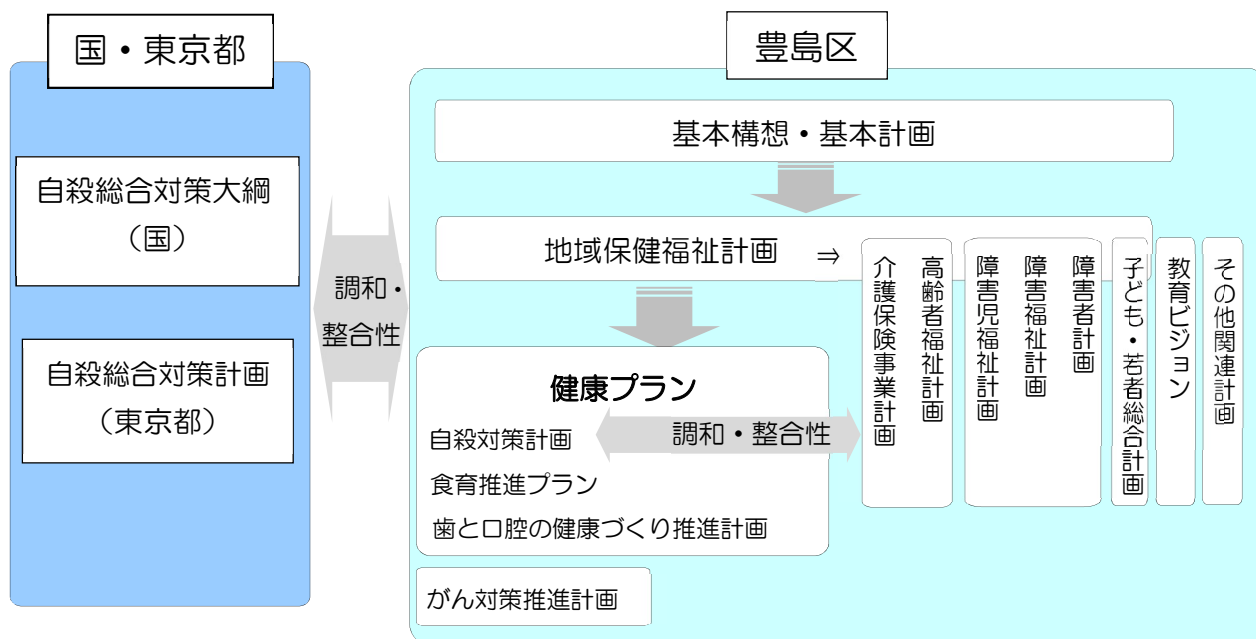 国・東京都
自殺総合対策大綱
（国）
自殺総合対策計画
（東京都）
調和・
整合性
豊島区
基本構想・基本計画
地域保健福祉計画　⇒
健康プラン
自殺対策計画
調和・整合性
食育推進プラン
歯と口腔の健康づくり推進計画
がん対策推進計画
介護保険事業計画
高齢者福祉計画
障害児福祉計画
障害福祉計画
障害者計画
子ども・若者総合計画
教育ビジョン
その他関連計画